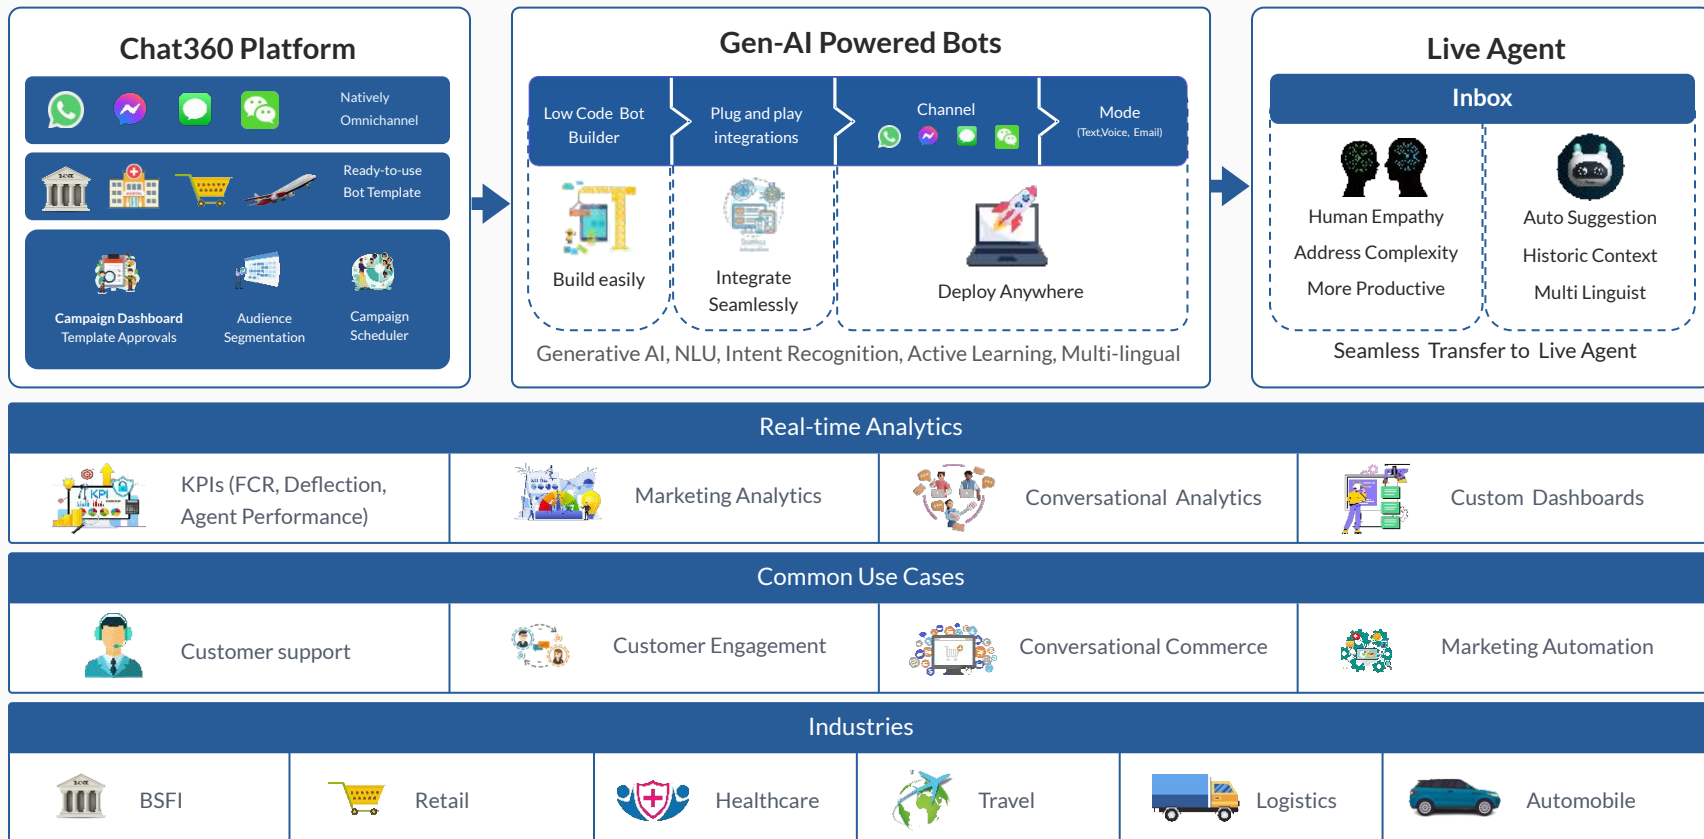 Chat360 Platform
Natively
Omnichannel
Ready-to-use
Bot Template
Campaign Dashboard
Template Approvals
Audience
Segmentation
Campaign
Scheduler
Gen-AI Powered Bots
Low Code Bot
Builder
Plug and play
integrations
Channel
Mode
(Text,Voice, Email)
Build easily
Integrate
Seamlessly
Deploy Anywhere
Generative AI, NLU, Intent Recognition, Active Learning, Multi-lingual
Live Agent
Inbox
Human Empathy
Address Complexity
More Productive
Auto Suggestion
Historic Context
Multi Linguist
Seamless Transfer to Live Agent
Real-time Analytics
KPI
KPIs (FCR, Deflection,
Agent Performance)
Marketing Analytics
Conversational Analytics
Custom Dashboards
Common Use Cases
Customer support
Customer Engagement
Conversational Commerce
Marketing Automation
Industries
BSFI
Retail
Healthcare
Travel
Logistics
Automobile